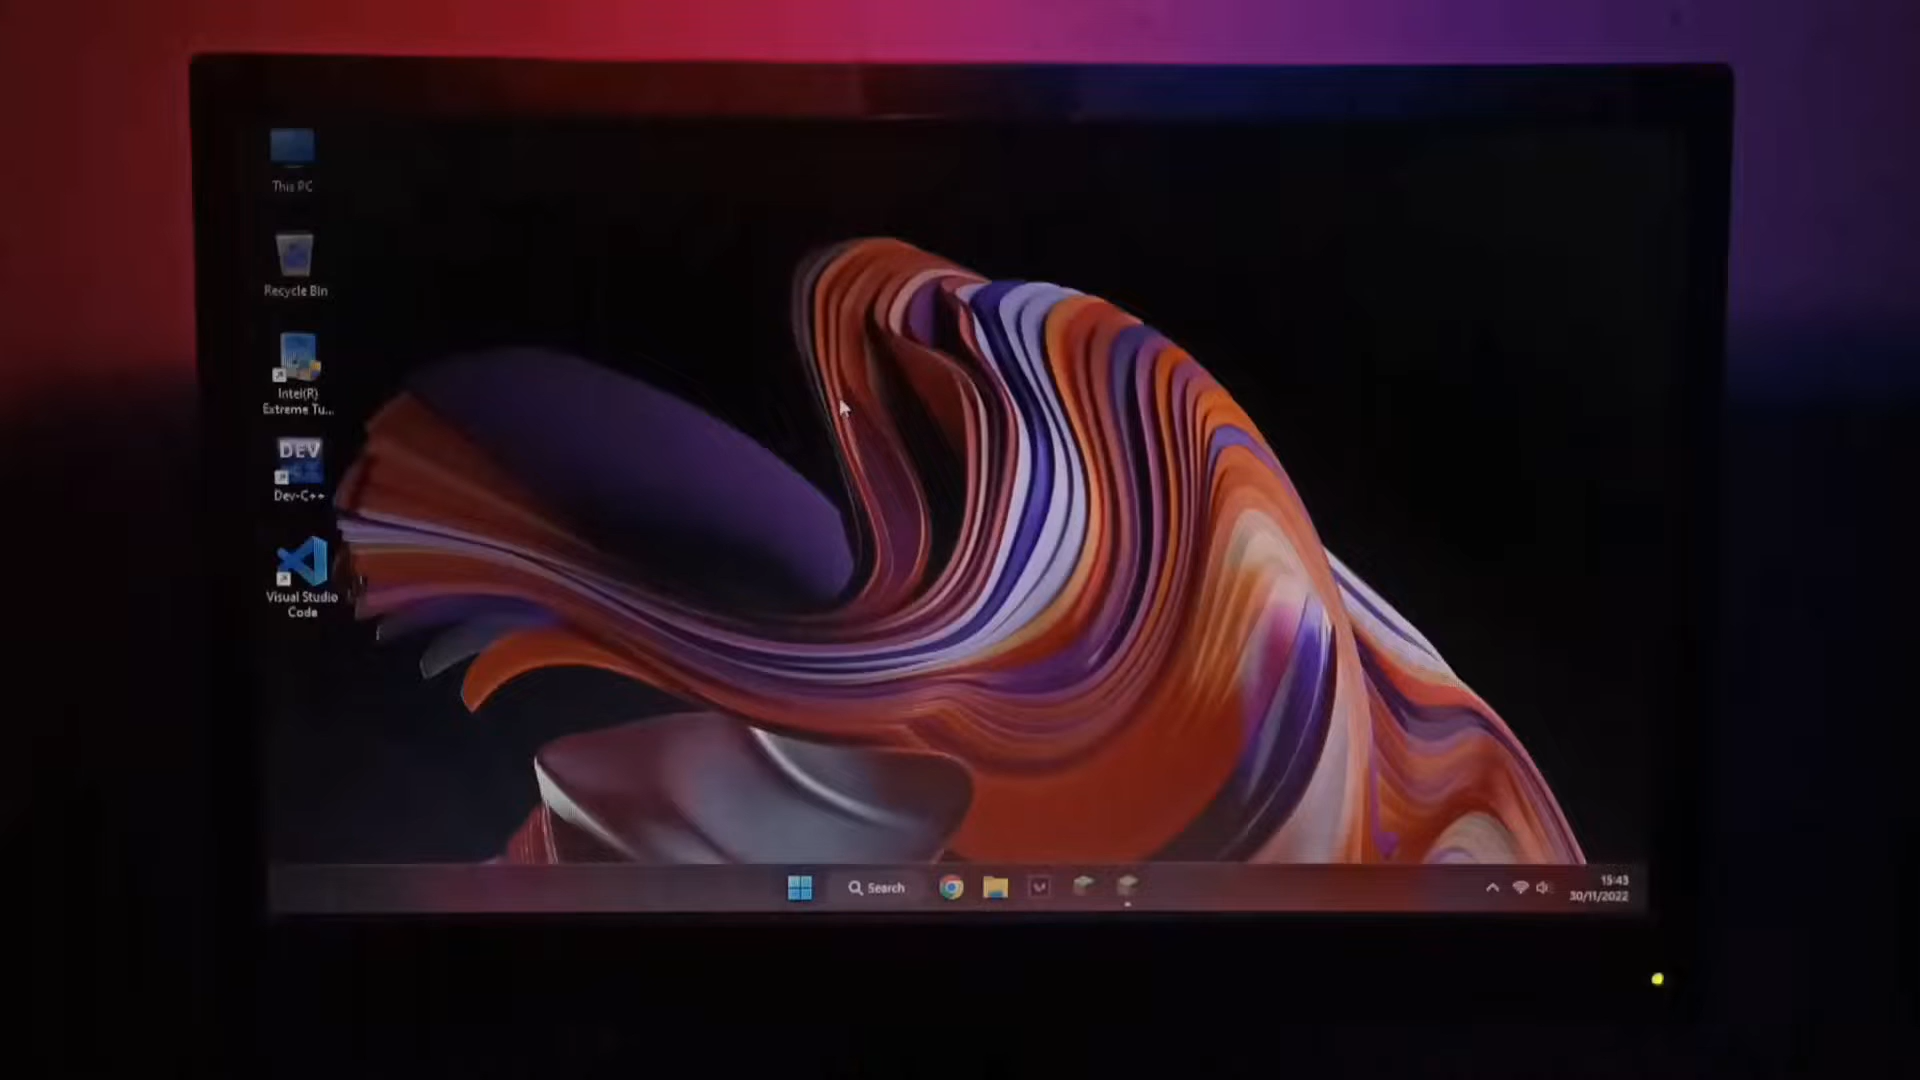 This PC
Recycle Bin
Intel(R)
Extreme Tu...
DEV
Dev-C++
Visual Studio
Code
Search
15:43
30/11/2022